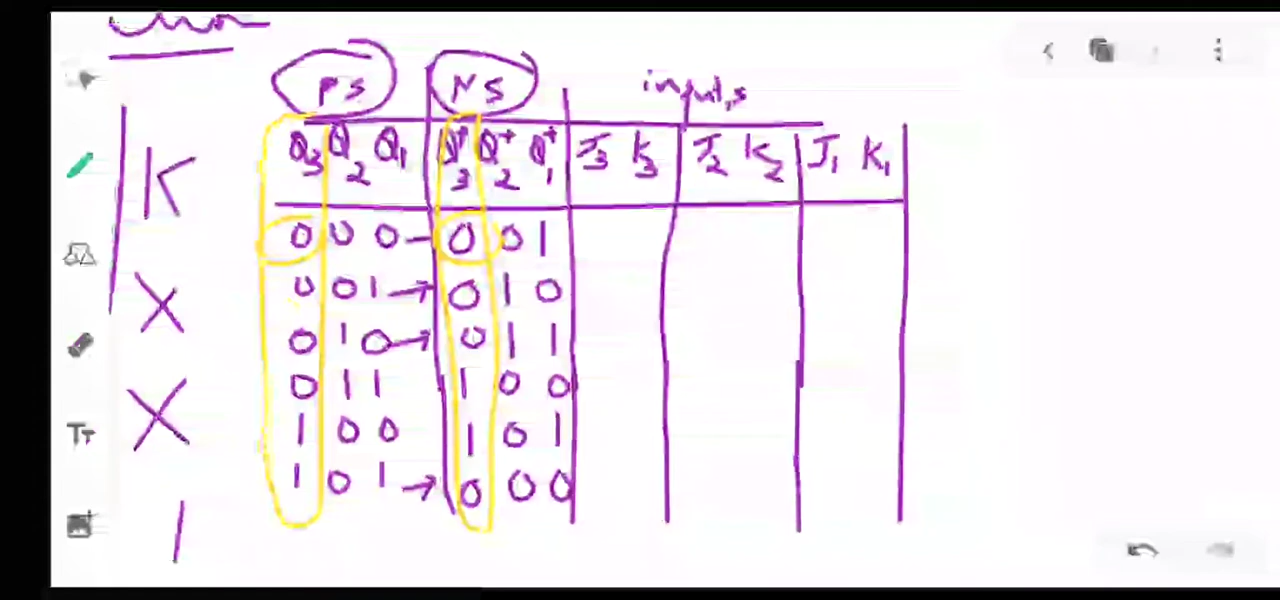 PS NS inputs
K Q3 Q2 Q1 Q3+ Q2+ Q1+ J3 K3 J2 K2 J1 K1
0 0 0 - 0 0 1
X 0 0 1 → 0 1 0
0 1 0 → 0 1 1
X 0 1 1 1 0 0
1 0 0 1 0 1
1 0 1 → 0 0 0
1
TT